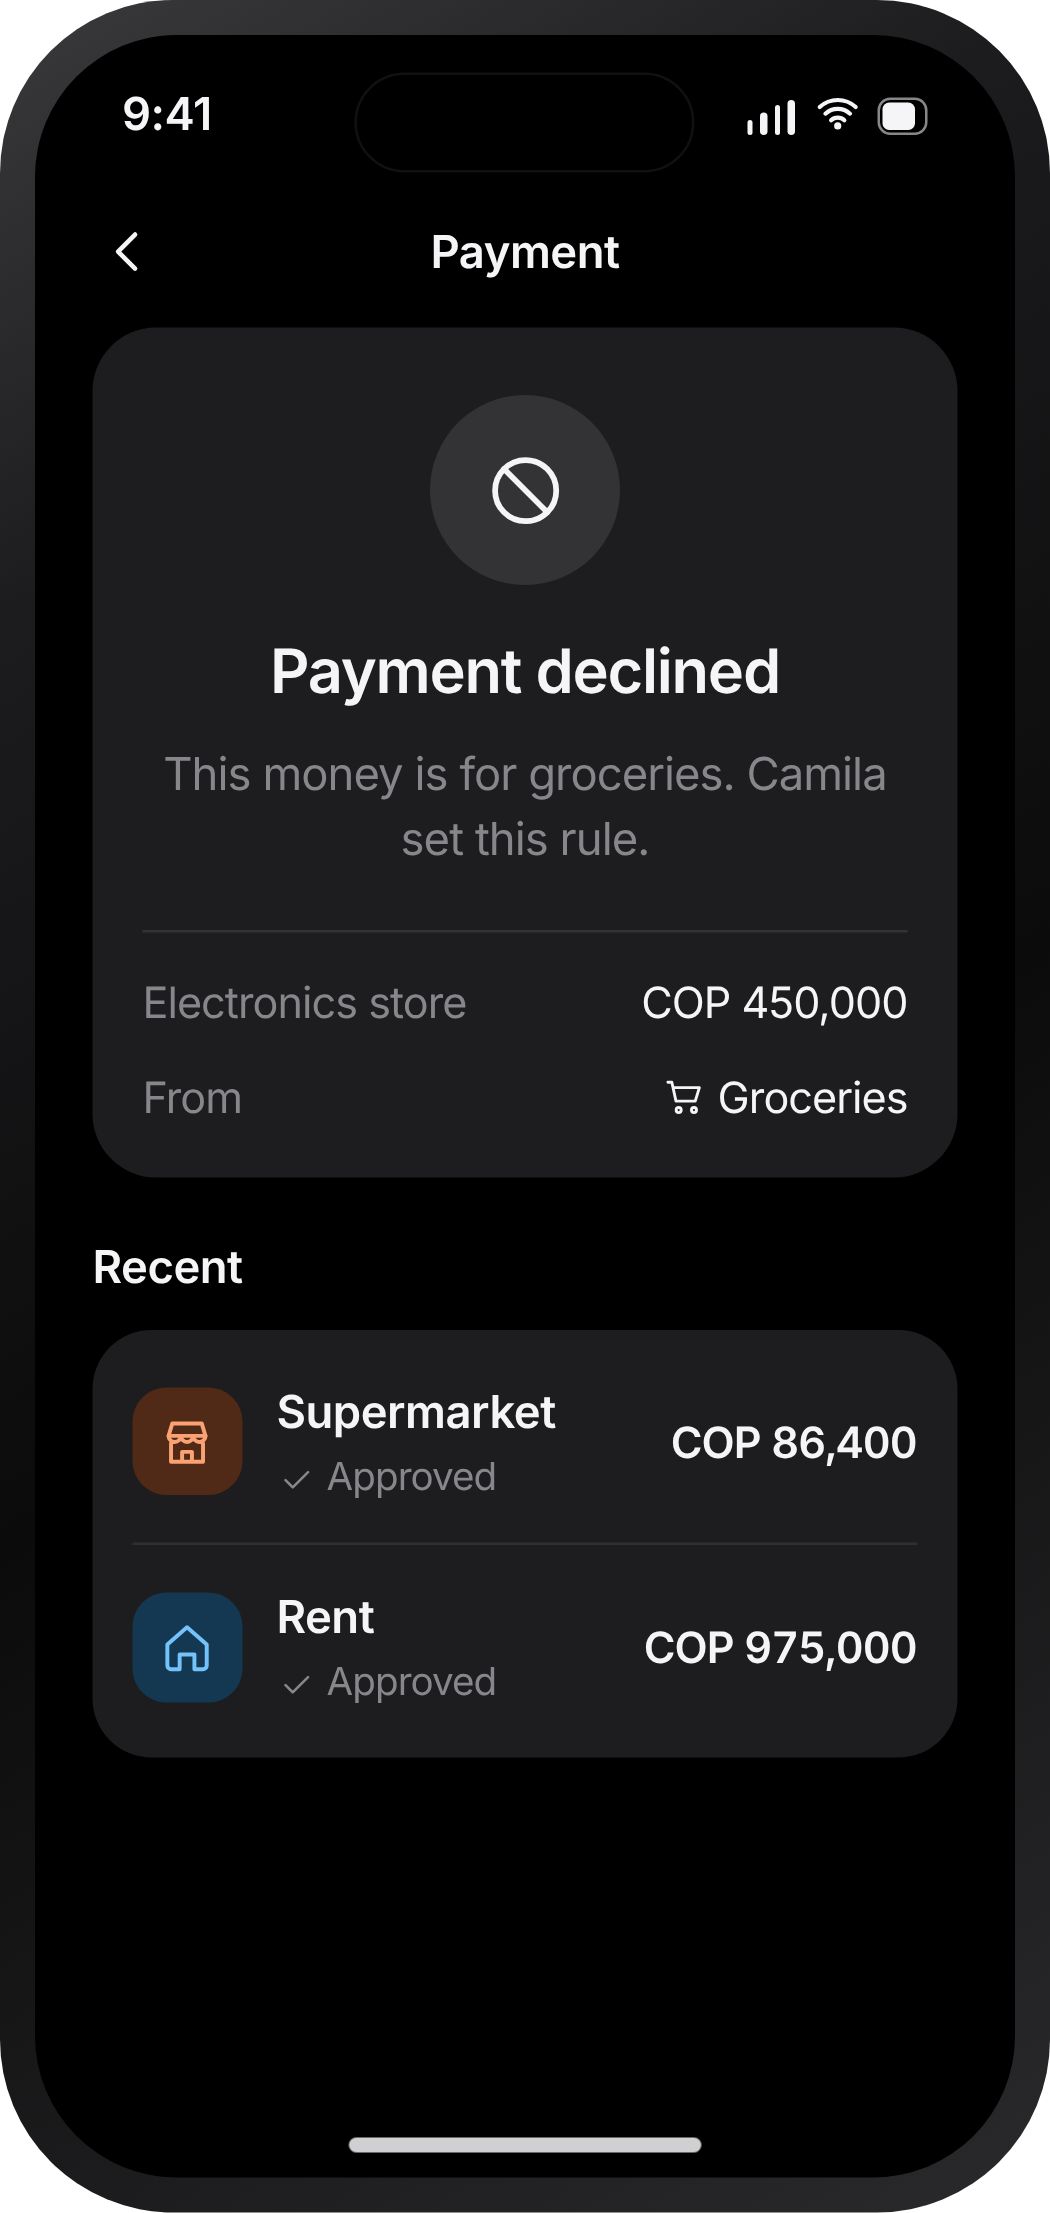 9:41
Payment
Payment declined
This money is for groceries. Camila
set this rule.
Electronics store COP 450,000
From Groceries
Recent
Supermarket
Approved
COP 86,400
Rent
Approved
COP 975,000